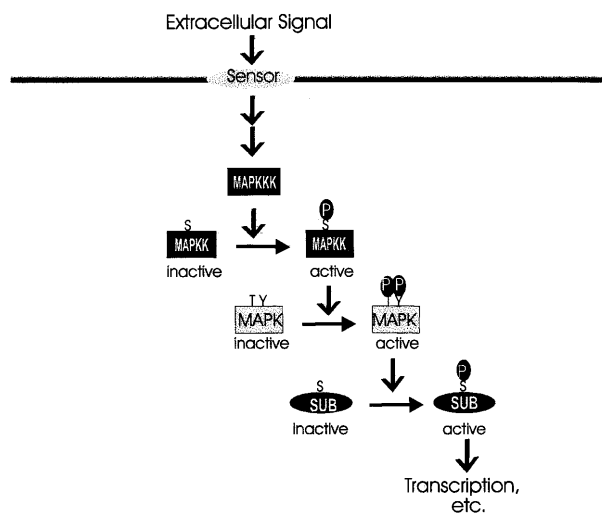 Extracellular Signal
Sensor
MAPKKK
P
S S
MAPKK MAPKK
inactive active
P P
T Y T Y
MAPK MAPK
inactive active
P
S S
SUB SUB
inactive active
Transcription,
etc.